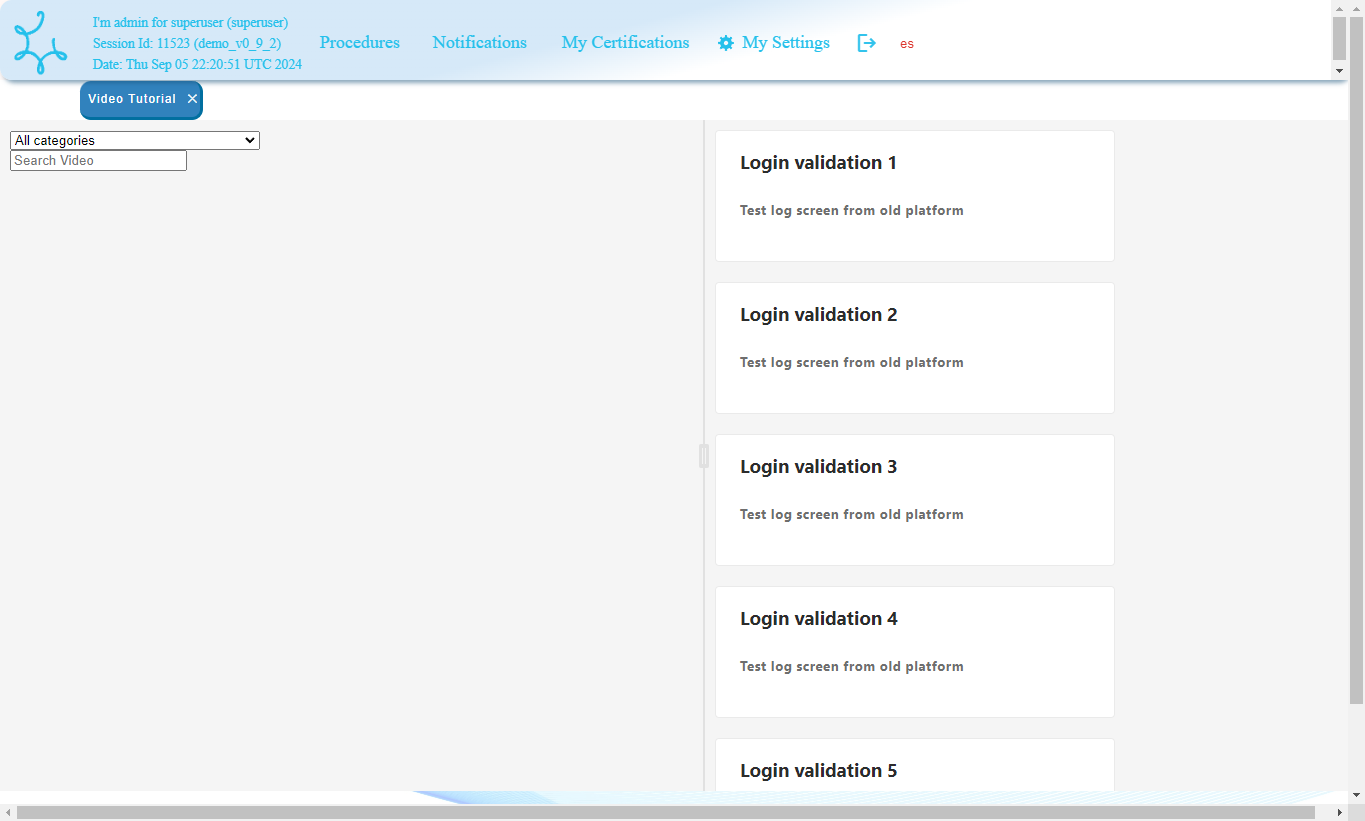 I'm admin for superuser (superuser)
Session Id: 11523 (demo_v0_9_2)
Date: Thu Sep 05 22:20:51 UTC 2024
Procedures
Notifications
My Certifications
My Settings
es
Video Tutorial ✕
All categories
Search Video
Login validation 1
Test log screen from old platform
Login validation 2
Test log screen from old platform
Login validation 3
Test log screen from old platform
Login validation 4
Test log screen from old platform
Login validation 5